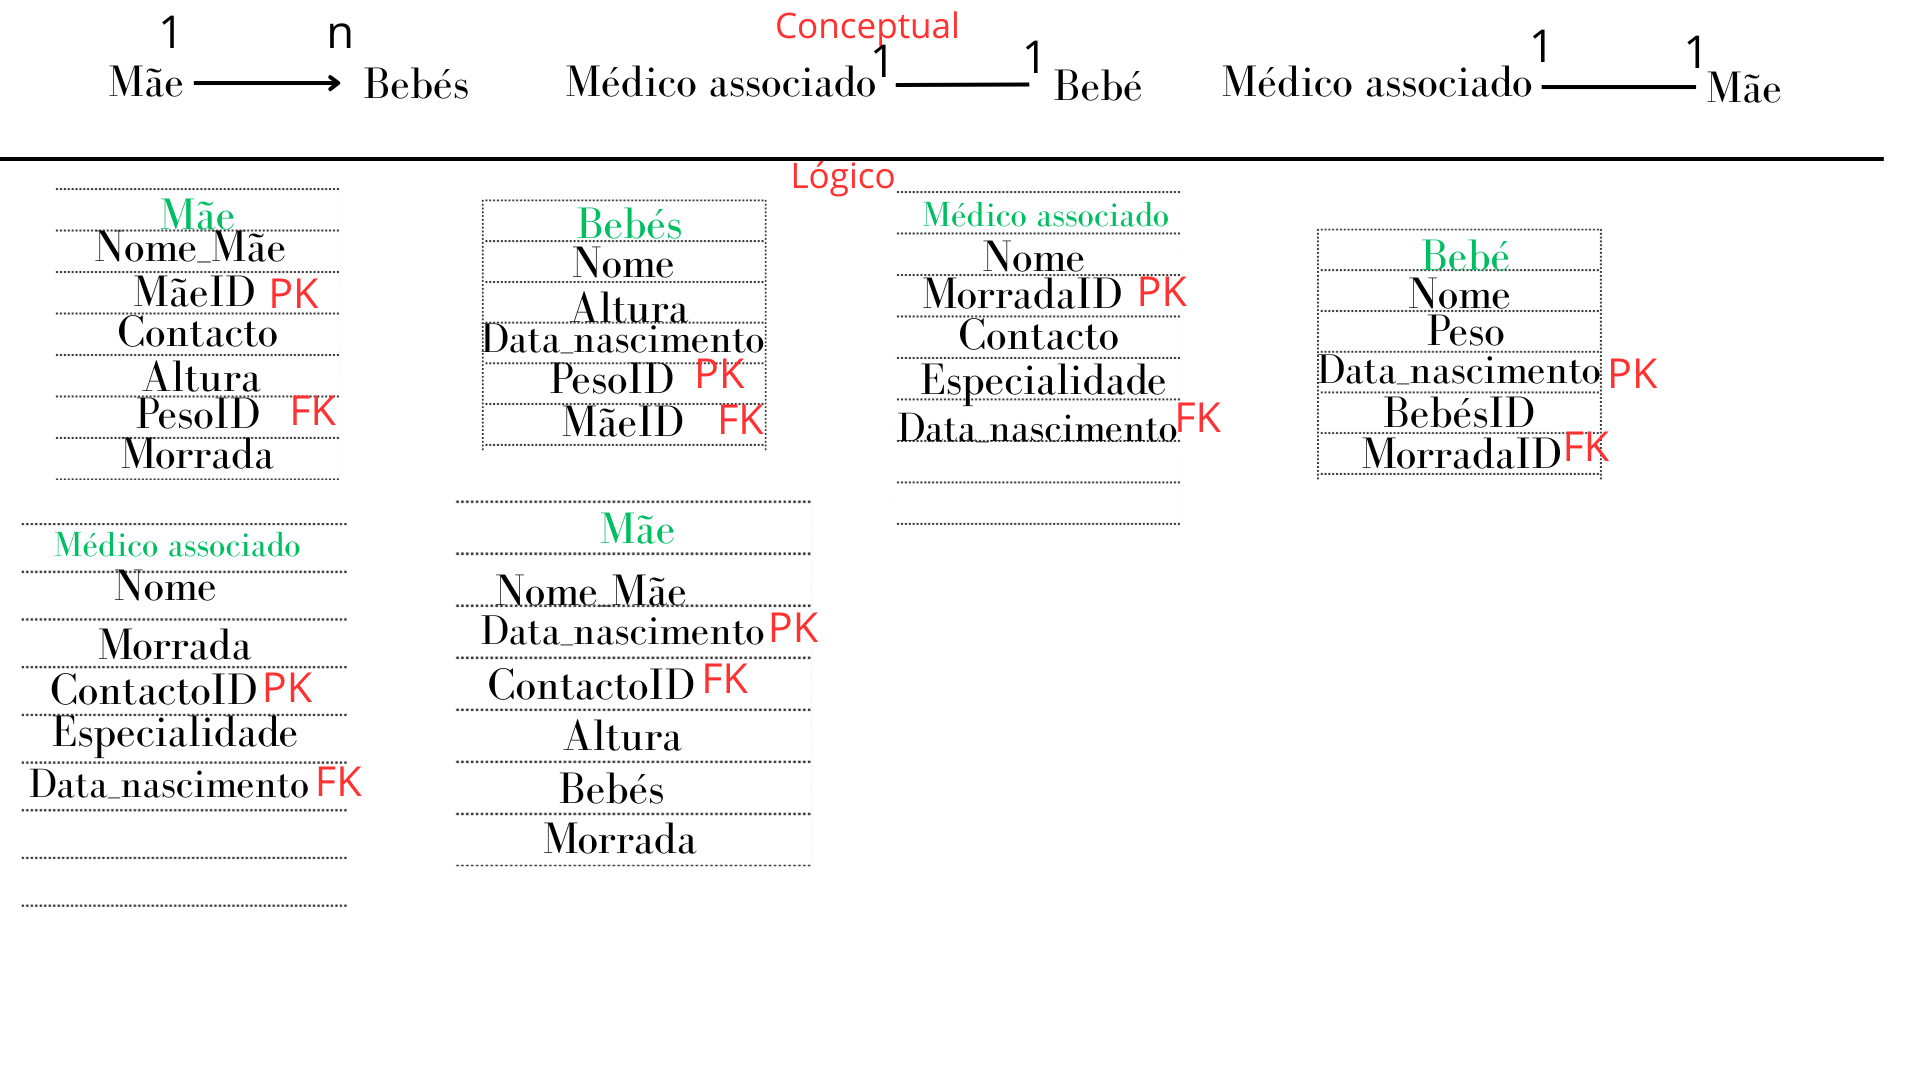 Conceptual
1 n
Mãe Bebés
1 1
Médico associado Bebé
1 1
Médico associado Mãe
Lógico
Mãe
Nome_Mãe
MãeID PK
Contacto
Altura
PesoID FK
Morrada
Bebés
Nome
Altura
Data_nascimento
PesoID PK
MãeID FK
Médico associado
Nome
MorradaID PK
Contacto
Especialidade
Data_nascimento FK
Bebé
Nome
Peso
Data_nascimento PK
BebésID
MorradaID FK
Médico associado
Nome
Morrada
ContactoID PK
Especialidade
Data_nascimento FK
Mãe
Nome_Mãe
Data_nascimento PK
ContactoID FK
Altura
Bebés
Morrada